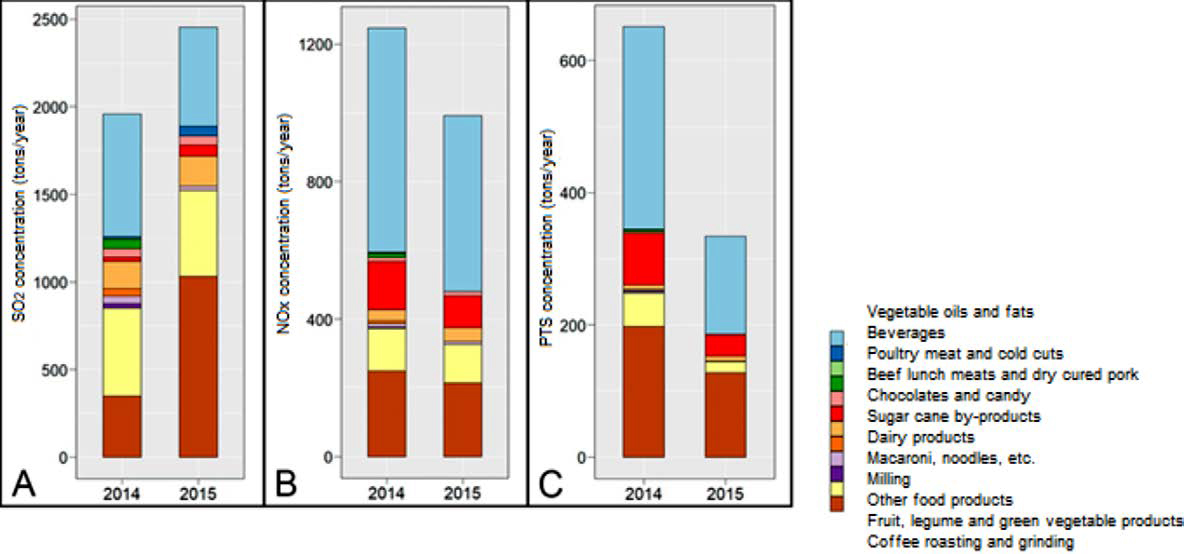 SO2 concentration (tons/year)
2500
2000
1500
1000
500
0
2014
2015
A
NOx concentration (tons/year)
1200
800
400
0
2014
2015
B
PTS concentration (tons/year)
600
400
200
0
2014
2015
C
Vegetable oils and fats
Beverages
Poultry meat and cold cuts
Beef lunch meats and dry cured pork
Chocolates and candy
Sugar cane by-products
Dairy products
Macaroni, noodles, etc.
Milling
Other food products
Fruit, legume and green vegetable products
Coffee roasting and grinding